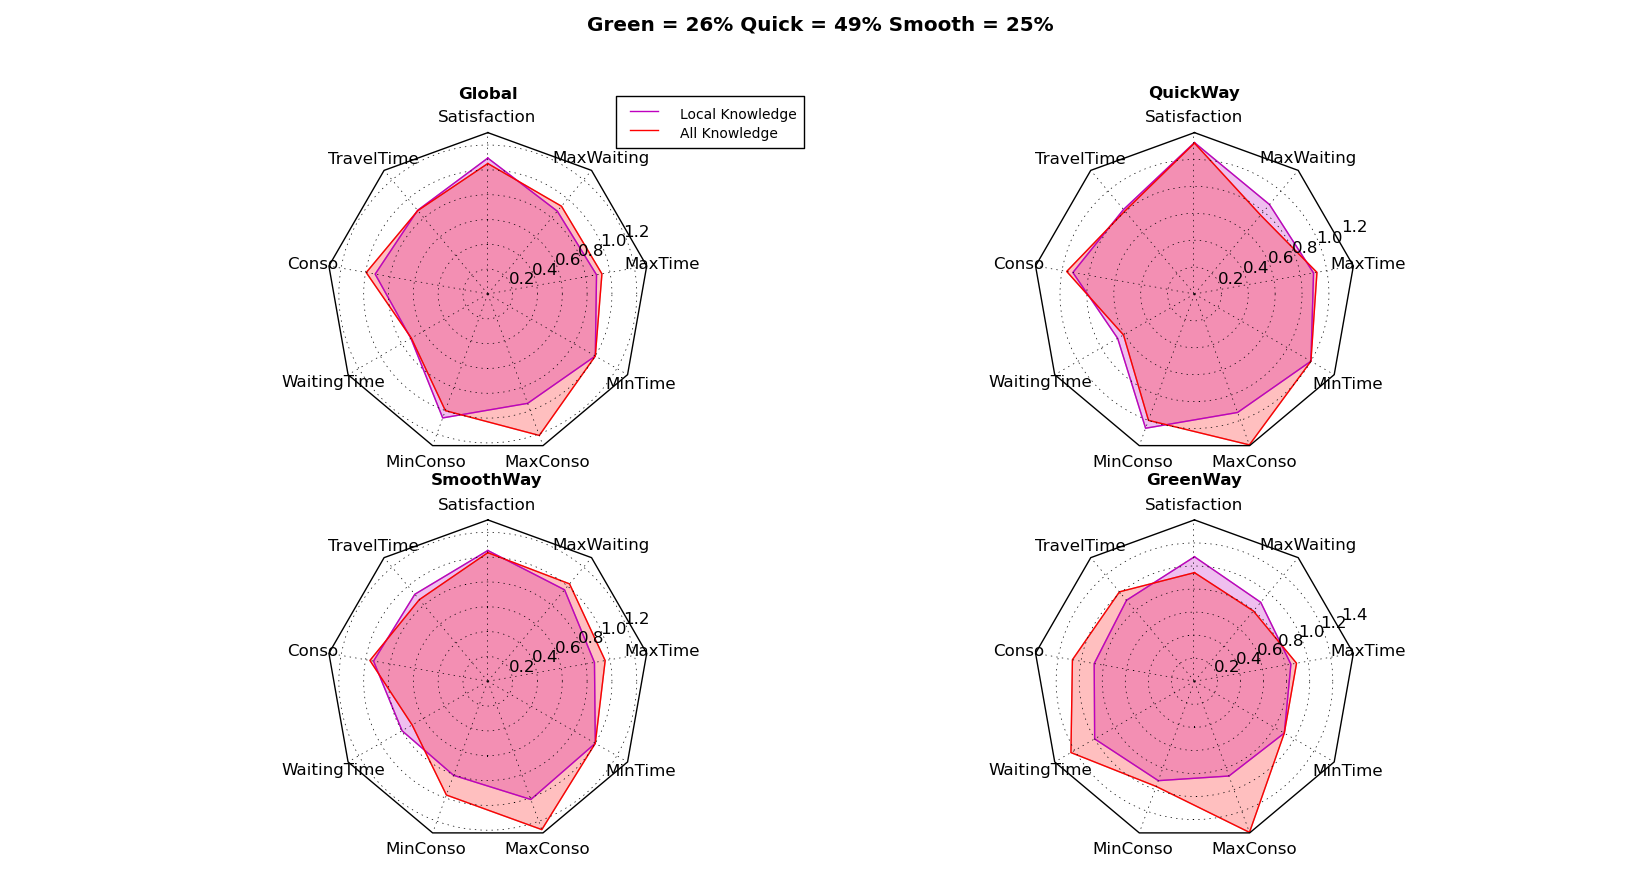 Green = 26% Quick = 49% Smooth = 25%
Global
Satisfaction
MaxWaiting
MaxTime
MinTime
MaxConso
MinConso
WaitingTime
Conso
TravelTime
0.2
0.4
0.6
0.8
1.0
1.2
Local Knowledge
All Knowledge
QuickWay
Satisfaction
MaxWaiting
MaxTime
MinTime
MaxConso
MinConso
WaitingTime
Conso
TravelTime
0.2
0.4
0.6
0.8
1.0
1.2
SmoothWay
Satisfaction
MaxWaiting
MaxTime
MinTime
MaxConso
MinConso
WaitingTime
Conso
TravelTime
0.2
0.4
0.6
0.8
1.0
1.2
GreenWay
Satisfaction
MaxWaiting
MaxTime
MinTime
MaxConso
MinConso
WaitingTime
Conso
TravelTime
0.2
0.4
0.6
0.8
1.0
1.2
1.4